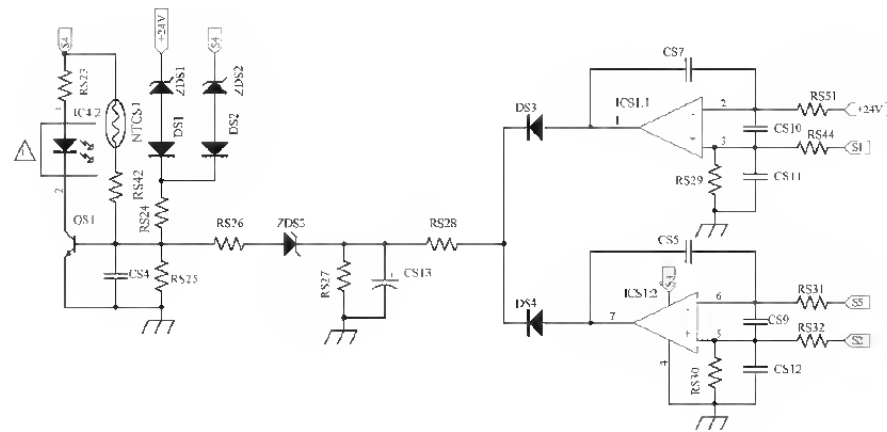 S4
+24V
S4
RS23
ZDS1
ZDS2
CS7
IC4.2
NTCS1
DS1
DS2
DS3
ICS1.1
1
2
RS51
+24V
CS10
3
RS44
S1
RS29
CS11
2
RS42
RS24
QS1
RS26
ZDS3
RS28
CS4
RS25
RS27
CS13
CS5
DS4
S3
ICS1:2
7
6
RS31
S5
CS9
5
RS32
S2
4
RS30
CS12